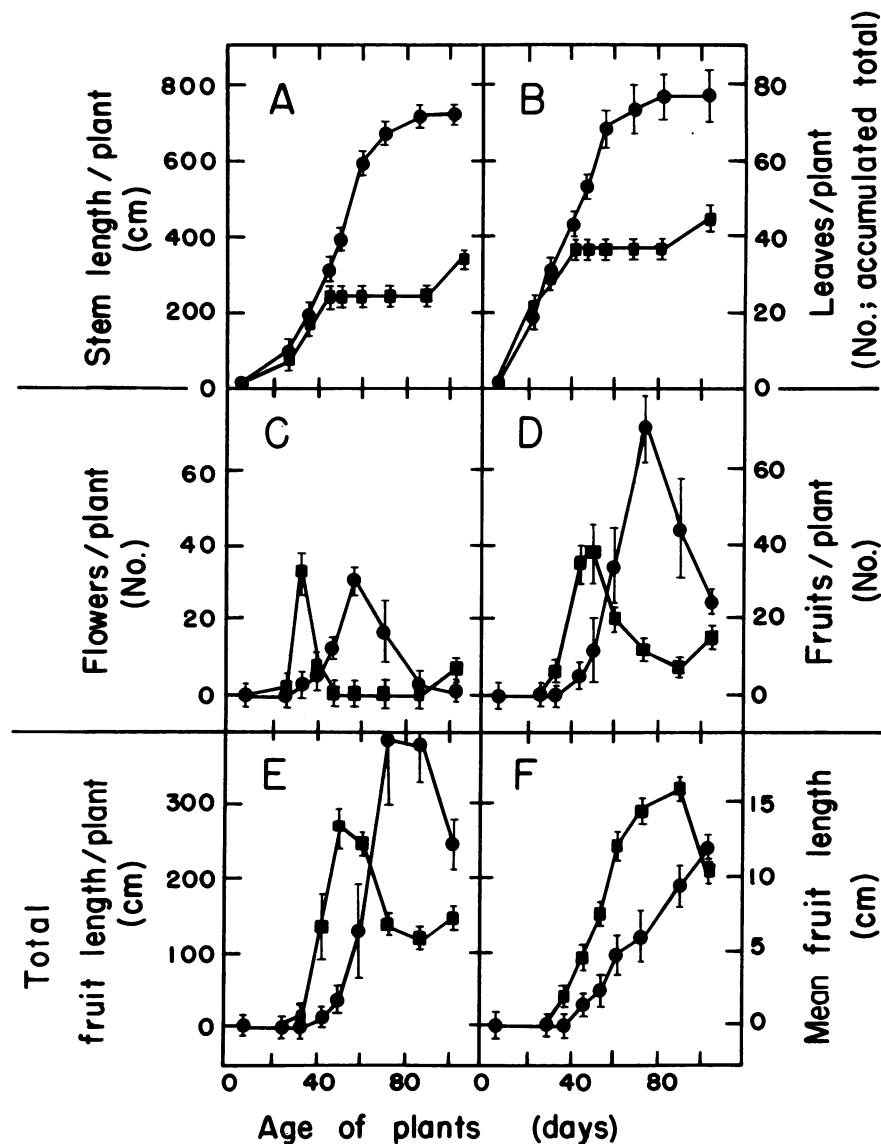 A
B
800
600
400
200
0
Stem length/plant
(cm)
80
60
40
20
0
Leaves/plant
(No.; accumulated total)
C
D
60
40
20
0
Flowers/plant
(No.)
60
40
20
0
Fruits/plant
(No.)
E
F
300
200
100
0
Total
fruit length/plant
(cm)
15
10
5
0
Mean fruit length
(cm)
0 40 80 0 40 80
Age of plants (days)